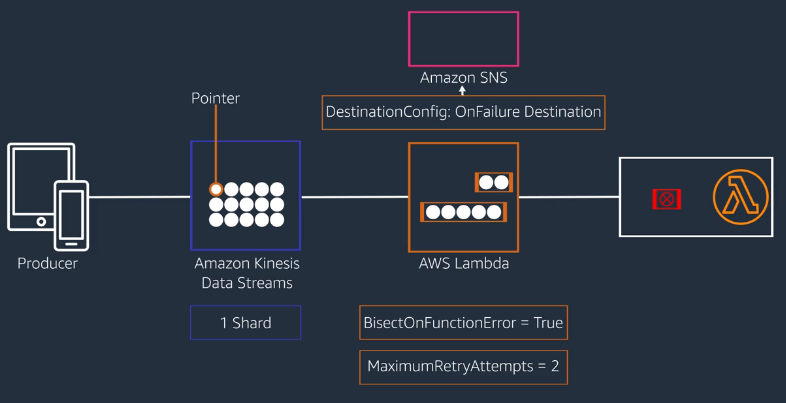 Amazon SNS
Pointer
DestinationConfig: OnFailure Destination
Producer
Amazon Kinesis
Data Streams
AWS Lambda
1 Shard
BisectOnFunctionError = True
MaximumRetryAttempts = 2